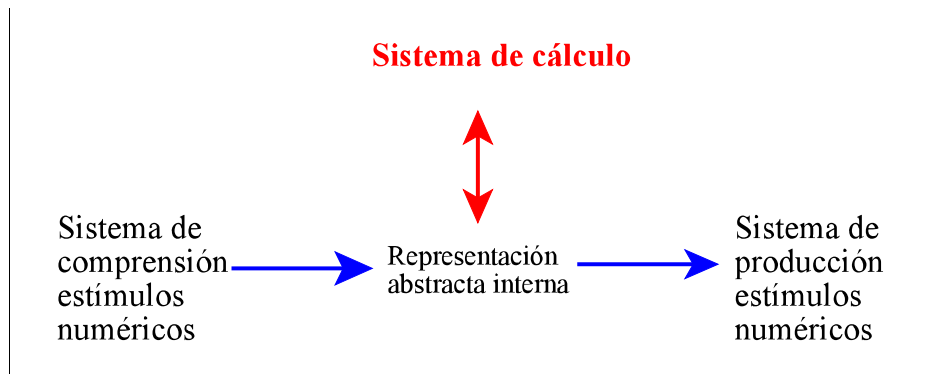 Sistema de cálculo
Sistema de
comprensión
estímulos
numéricos
Representación
abstracta interna
Sistema de
producción
estímulos
numéricos